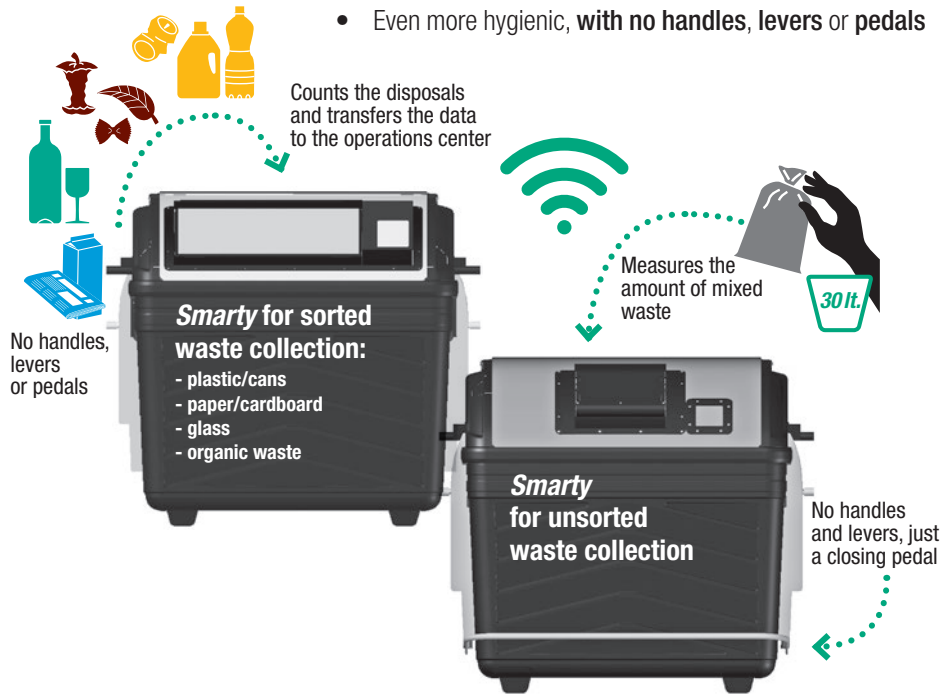 • Even more hygienic, with no handles, levers or pedals
Counts the disposals
and transfers the data
to the operations center
Measures the
amount of mixed
waste
30 lt.
No handles,
levers
or pedals
Smarty for sorted
waste collection:
- plastic/cans
- paper/cardboard
- glass
- organic waste
Smarty
for unsorted
waste collection
No handles
and levers, just
a closing pedal